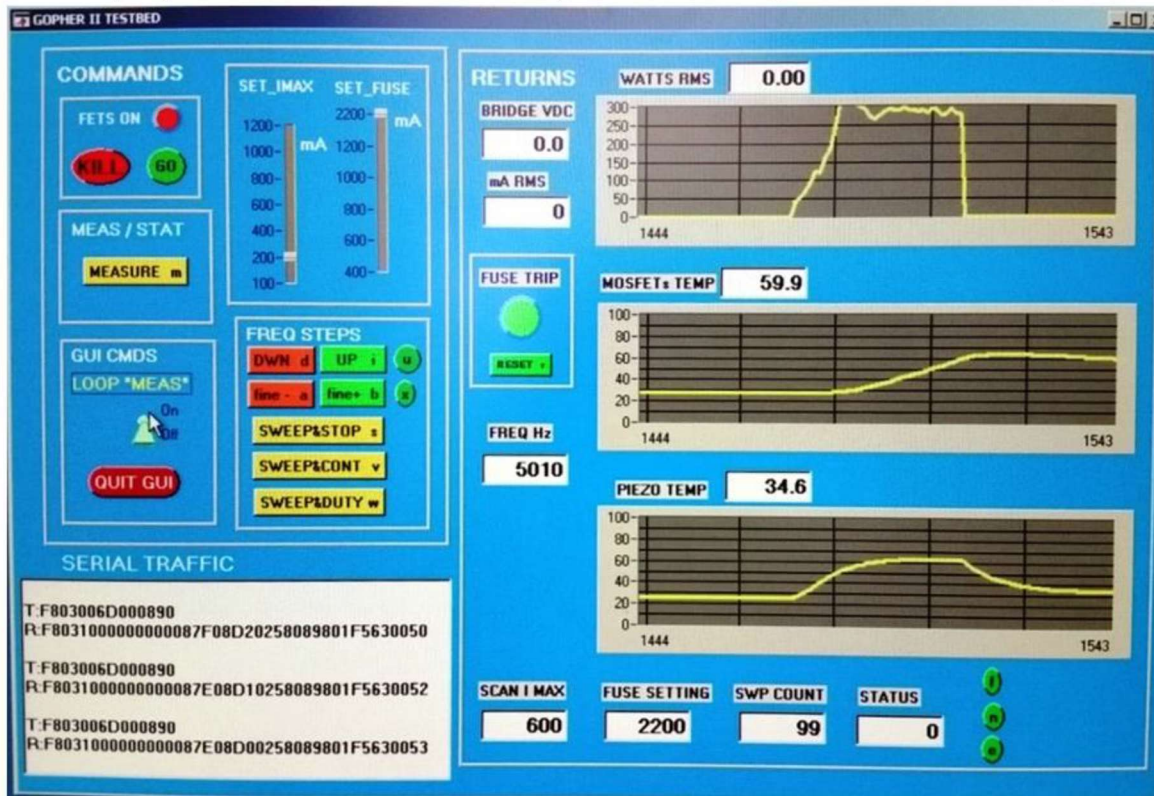 GOPHER II TESTBED
COMMANDS
FETS ON
KILL
60
MEAS / STAT
MEASURE m
GUI CMDS
LOOP "MEAS"
On
Off
QUIT GUI
SET_IMAX
1200
1000
800
600
400
200
100
mA
SET_FUSE
2200
1200
1000
800
600
400
mA
FREQ STEPS
DWN d
UP i
u
fine - a
fine+ b
SWEEP&STOP s
SWEEP&CONT v
SWEEP&DUTY w
SERIAL TRAFFIC
T:F803006D000890
R:F8031000000000087F08D20258089801F5630050
T:F803006D000890
R:F8031000000000087E08D10258089801F5630052
T:F803006D000890
R:F8031000000000087E08D00258089801F5630053
RETURNS
BRIDGE VDC
0.0
mA RMS
0
FUSE TRIP
RESET
FREQ Hz
5010
WATTS RMS
0.00
300
250
200
150
100
50
0
1444
1543
MOSFETs TEMP
59.9
100
80
60
40
20
0
1444
1543
PIEZO TEMP
34.6
100
80
60
40
20
0
1444
1543
SCAN I MAX
600
FUSE SETTING
2200
SWP COUNT
99
STATUS
0
n